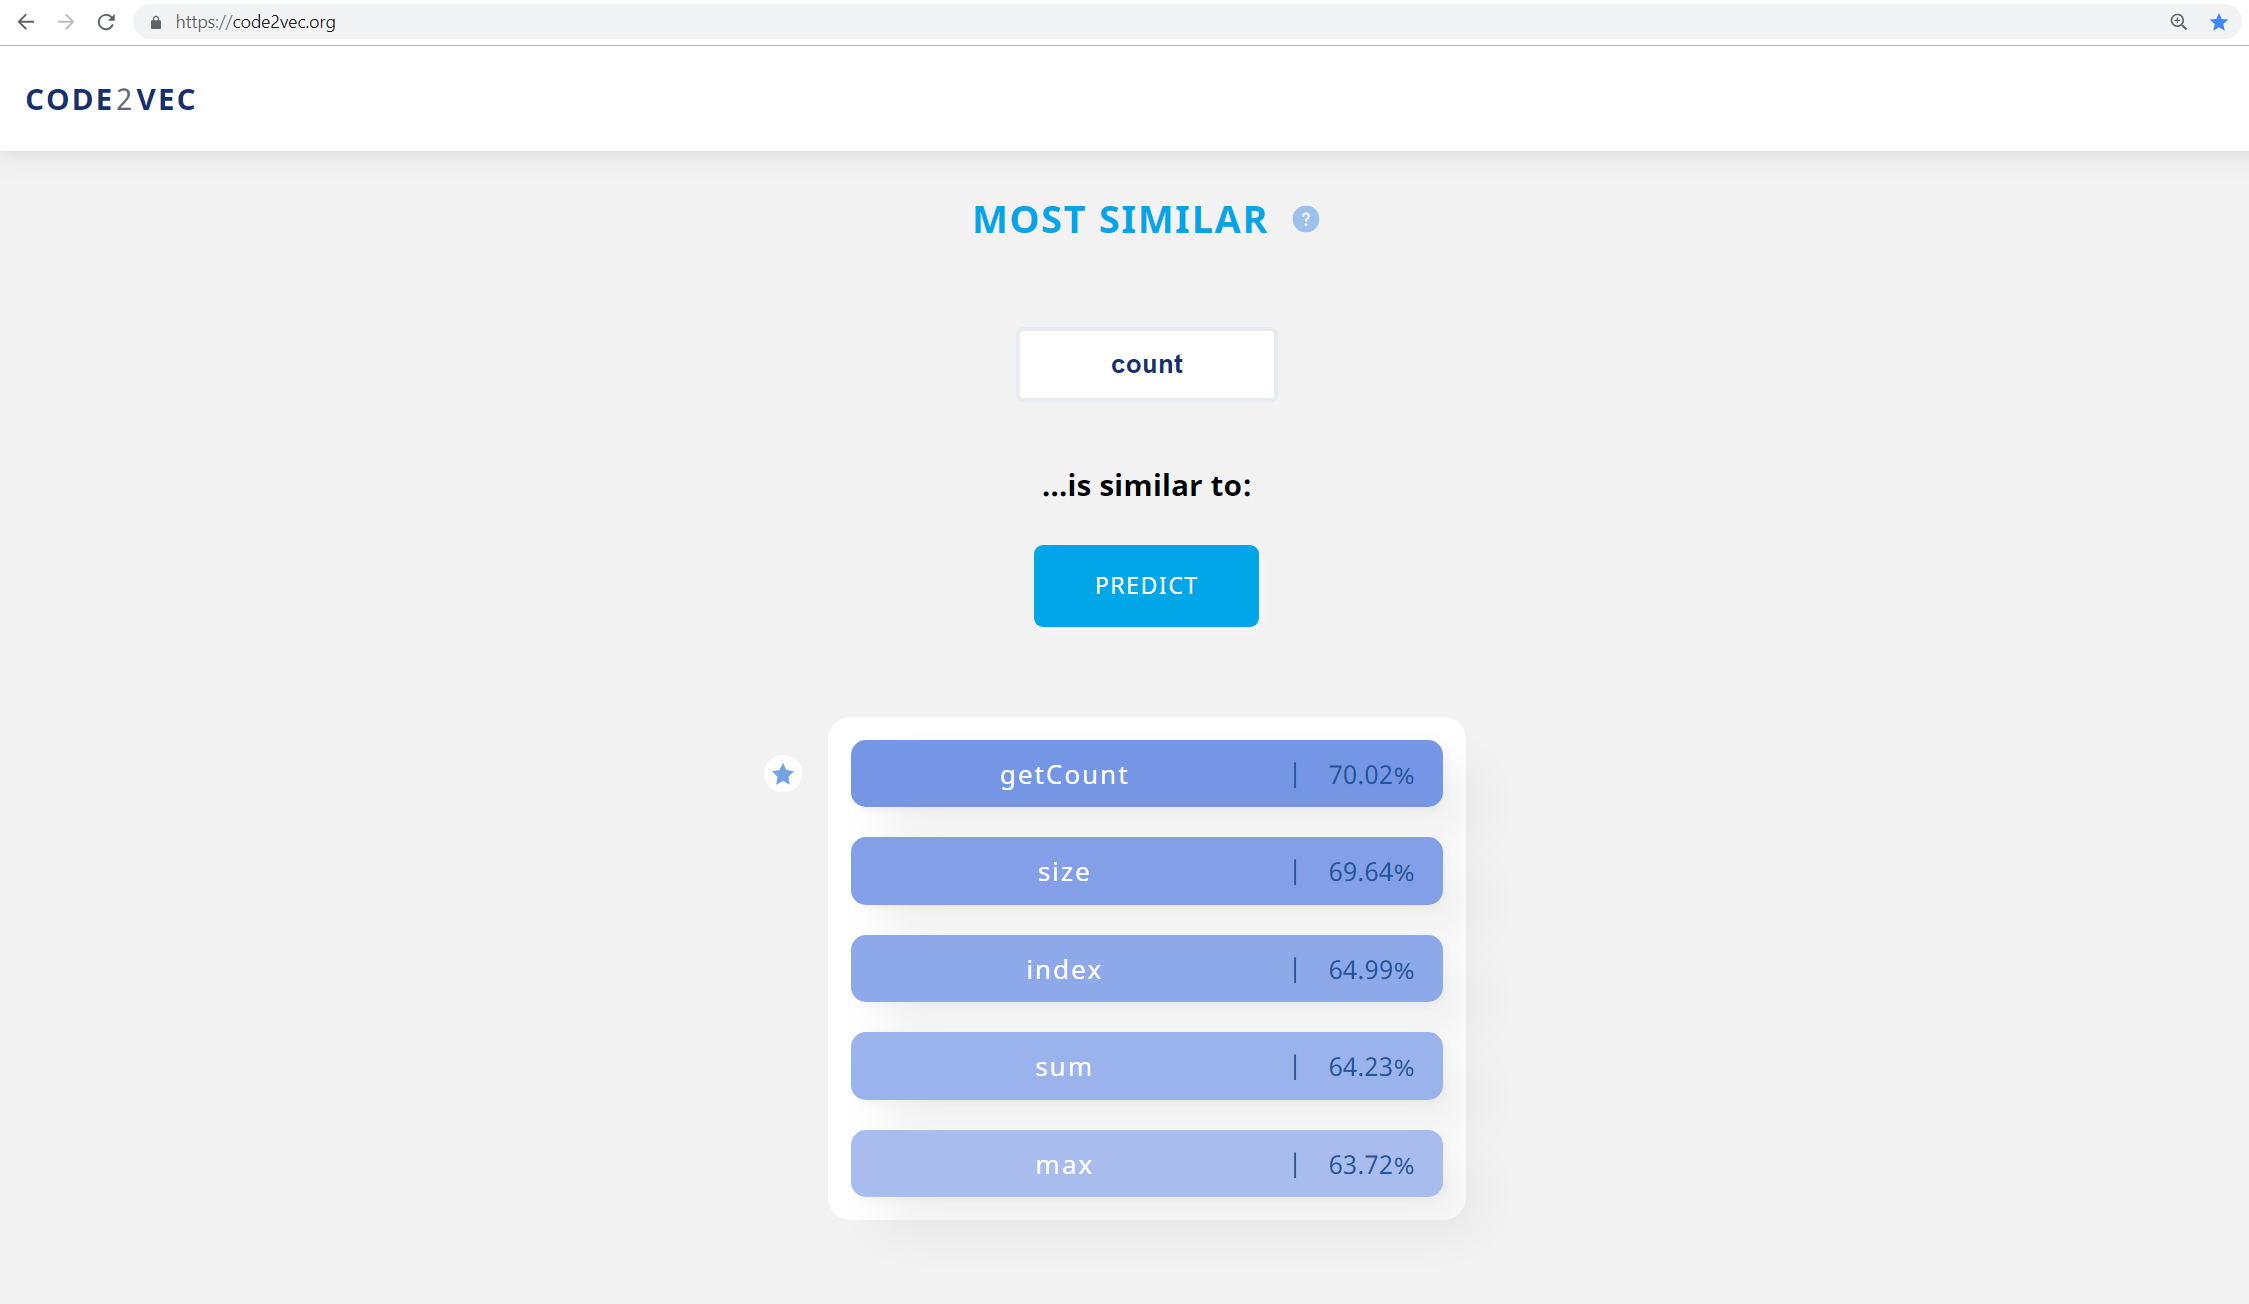 https://code2vec.org
CODE2VEC
MOST SIMILAR ?
count
...is similar to:
PREDICT
getCount | 70.02%
size | 69.64%
index | 64.99%
sum | 64.23%
max | 63.72%